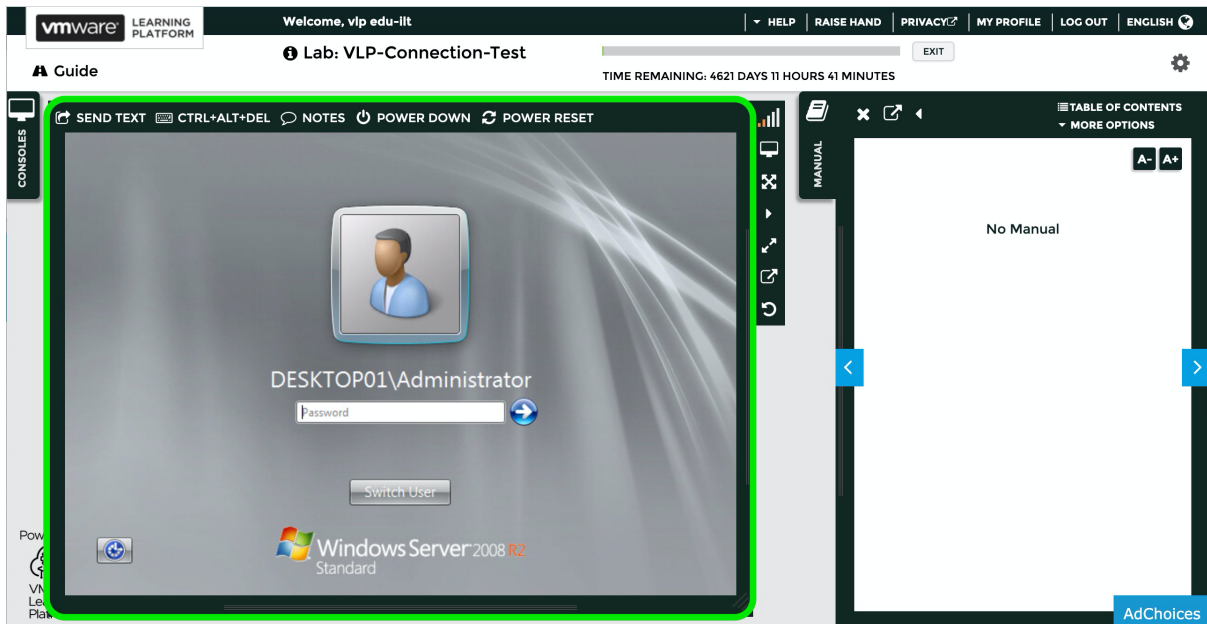 vmware® LEARNING PLATFORM
Welcome, vlp edu-ilt
HELP RAISE HAND PRIVACY MY PROFILE LOG OUT ENGLISH
Guide
Lab: VLP-Connection-Test
EXIT
TIME REMAINING: 4621 DAYS 11 HOURS 41 MINUTES
CONSOLES
SEND TEXT CTRL+ALT+DEL NOTES POWER DOWN POWER RESET
MANUAL
TABLE OF CONTENTS
MORE OPTIONS
A- A+
No Manual
DESKTOP01\Administrator
Password
Switch User
Windows Server 2008 R2
Standard
AdChoices